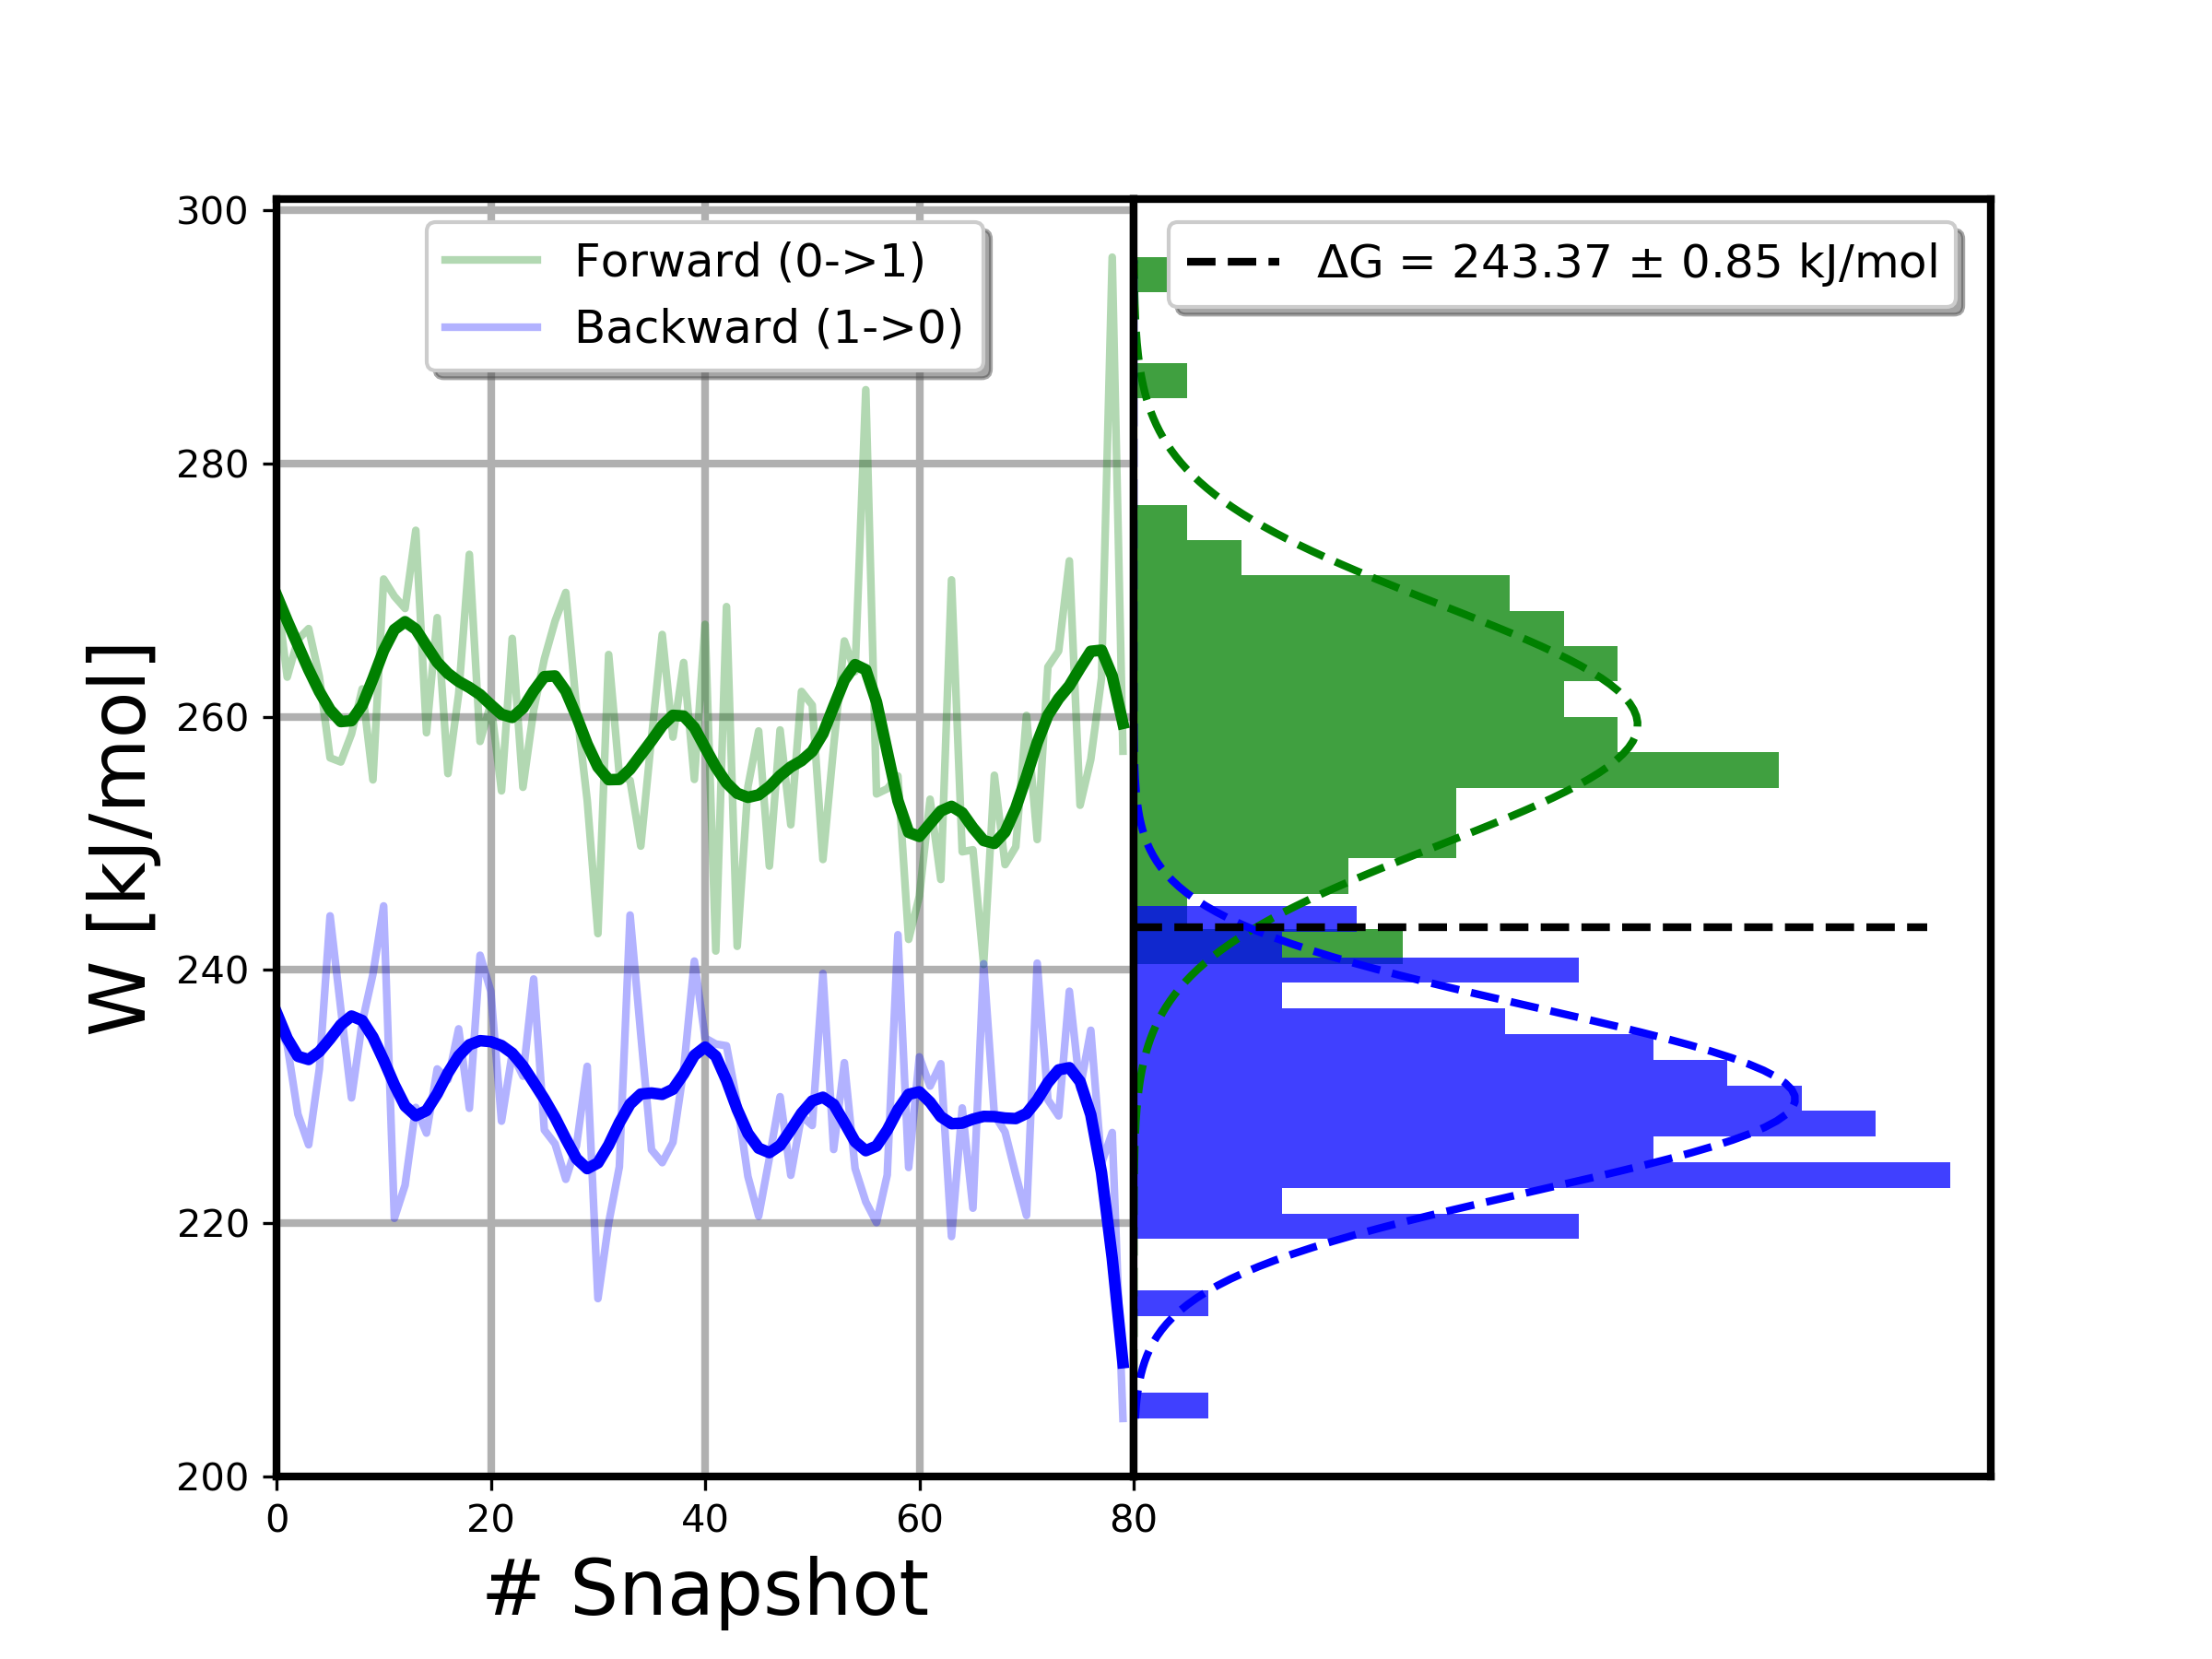 Forward (0->1)
Backward (1->0)
ΔG = 243.37 ± 0.85 kJ/mol
W [kJ/mol]
300
280
260
240
220
200
0 20 40 60 80
# Snapshot